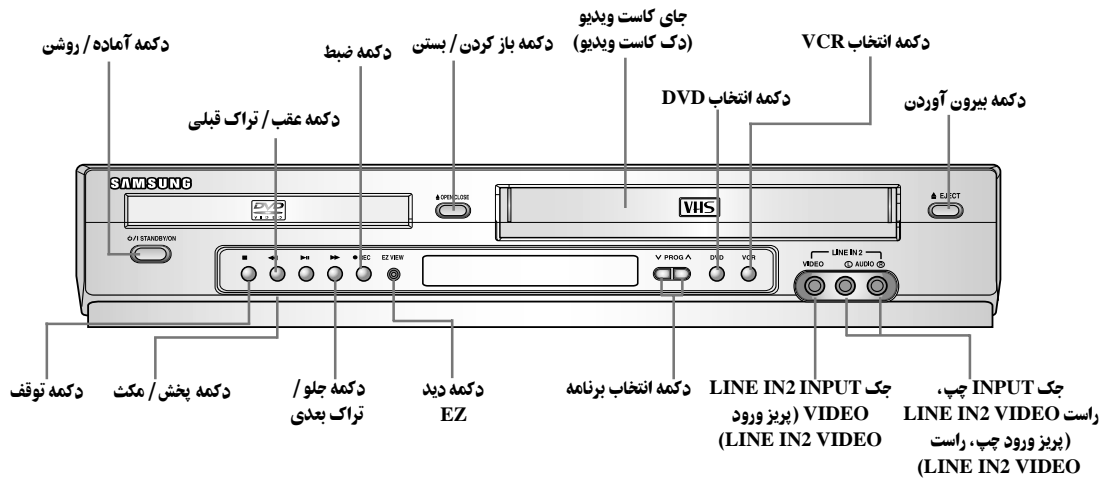 جای کاست ویدیو
(دک کاست ویدیو)
دکمه انتخاب VCR
دکمه باز کردن / بستن
دکمه ضبط
دکمه آماده / روشن
دکمه بیرون آوردن
دکمه انتخاب DVD
دکمه عقب / تراک قبلی
SAMSUNG
DVD
VIDEO
OPEN/CLOSE
VHS
EJECT
STANDBY/ON
REC
EZ VIEW
PROG
DVD
VCR
LINE IN 2
VIDEO
L AUDIO R
دکمه توقف
دکمه پخش / مکث
دکمه جلو /
تراک بعدی
دکمه دید
EZ
دکمه انتخاب برنامه
جک LINE IN2 INPUT
VIDEO (پریز ورود
LINE IN2 VIDEO)
جک INPUT چپ،
راست LINE IN2 VIDEO
(پریز ورود چپ، راست
LINE IN2 VIDEO)